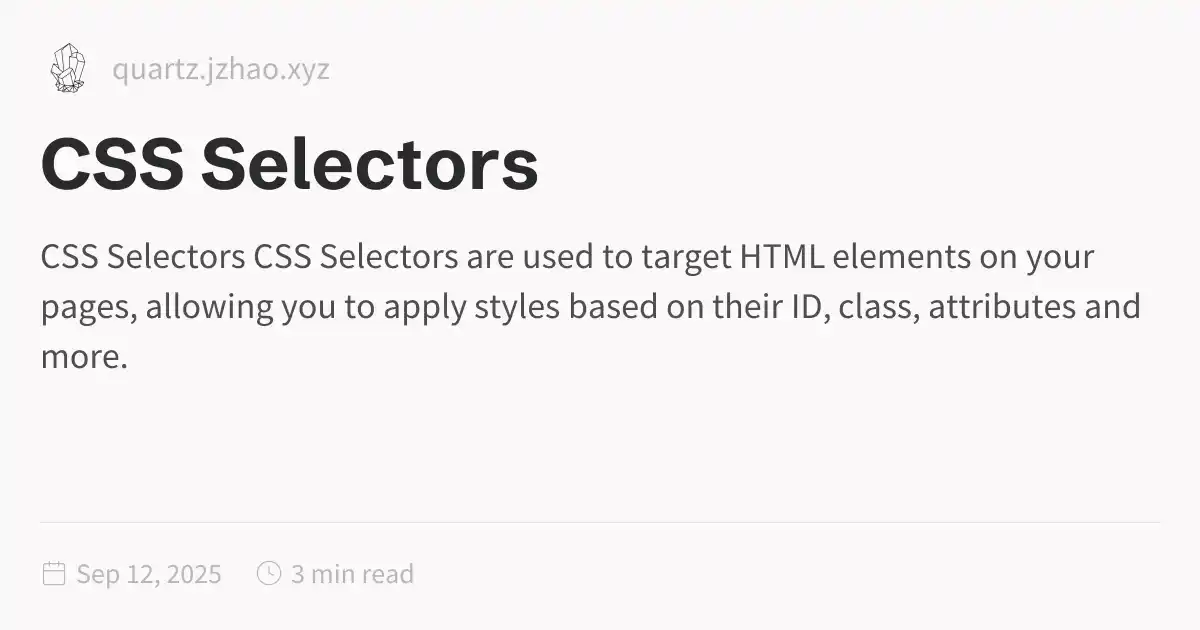 quartz.jzhao.xyz
CSS Selectors
CSS Selectors CSS Selectors are used to target HTML elements on your
pages, allowing you to apply styles based on their ID, class, attributes and
more.
Sep 12, 2025 3 min read